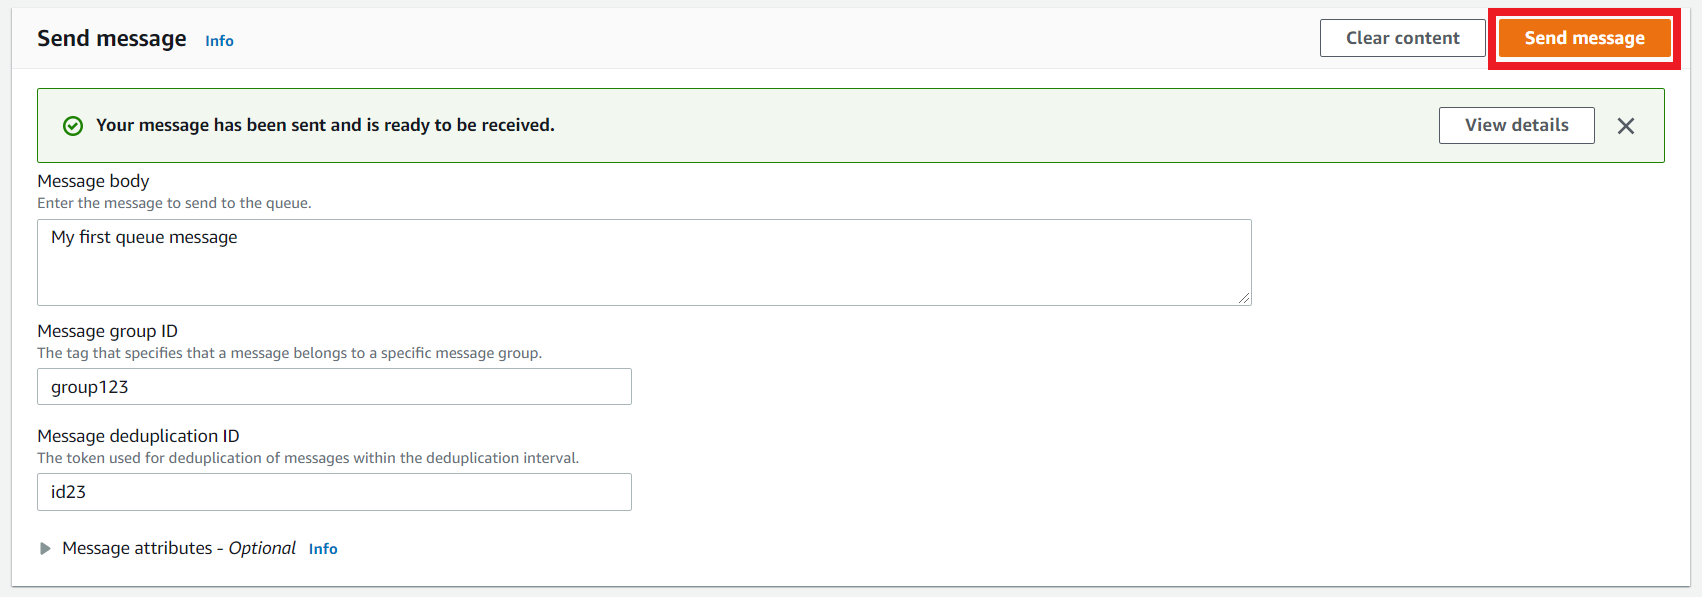 Send message Info Clear content Send message
Your message has been sent and is ready to be received. View details
Message body
Enter the message to send to the queue.
My first queue message
Message group ID
The tag that specifies that a message belongs to a specific message group.
group123
Message deduplication ID
The token used for deduplication of messages within the deduplication interval.
id23
Message attributes - Optional Info